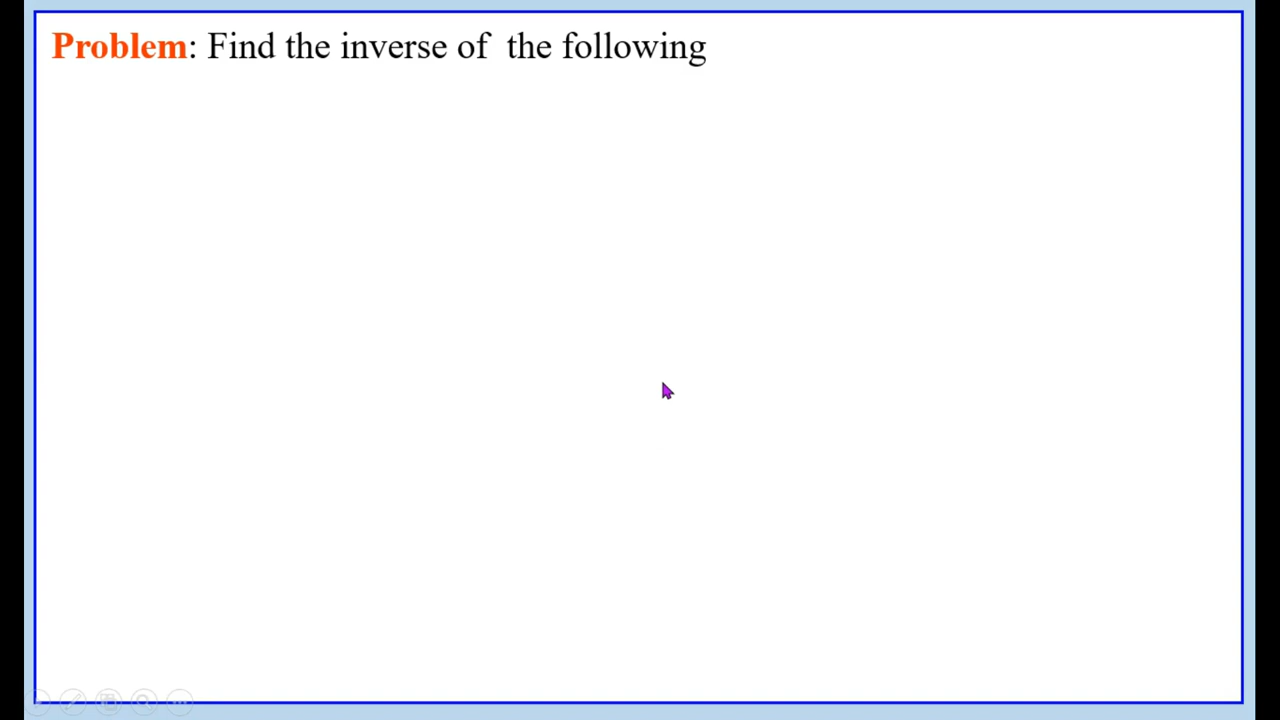 Problem: Find the inverse of  the following